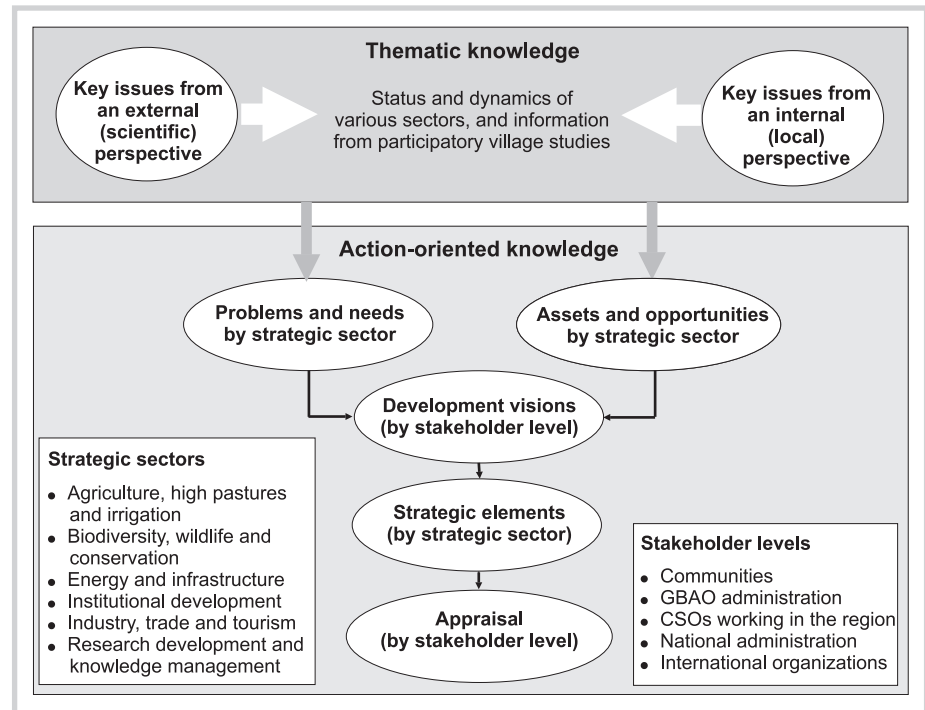 Thematic knowledge
Key issues from
an external
(scientific)
perspective
Status and dynamics of
various sectors, and information
from participatory village studies
Key issues from
an internal
(local)
perspective
Action-oriented knowledge
Problems and needs
by strategic sector
Assets and opportunities
by strategic sector
Development visions
(by stakeholder level)
Strategic sectors
• Agriculture, high pastures
and irrigation
• Biodiversity, wildlife and
conservation
• Energy and infrastructure
• Institutional development
• Industry, trade and tourism
• Research development and
knowledge management
Strategic elements
(by strategic sector)
Appraisal
(by stakeholder level)
Stakeholder levels
• Communities
• GBAO administration
• CSOs working in the region
• National administration
• International organizations